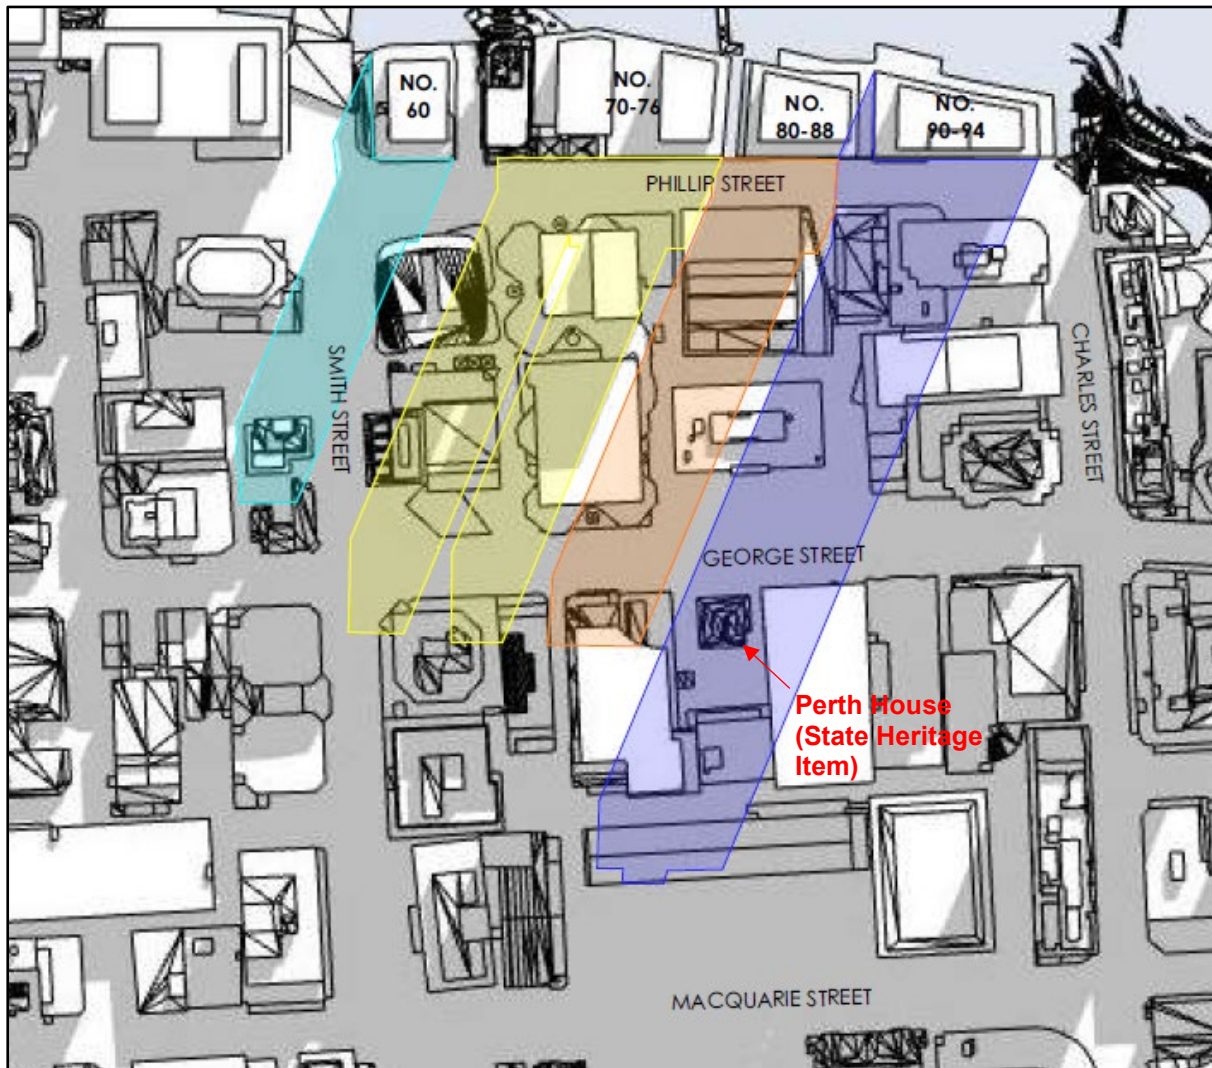 NO.
60
NO.
70-76
NO.
80-88
NO.
90-94
PHILLIP STREET
SMITH STREET
CHARLES STREET
GEORGE STREET
Perth House
(State Heritage
Item)
MACQUARIE STREET